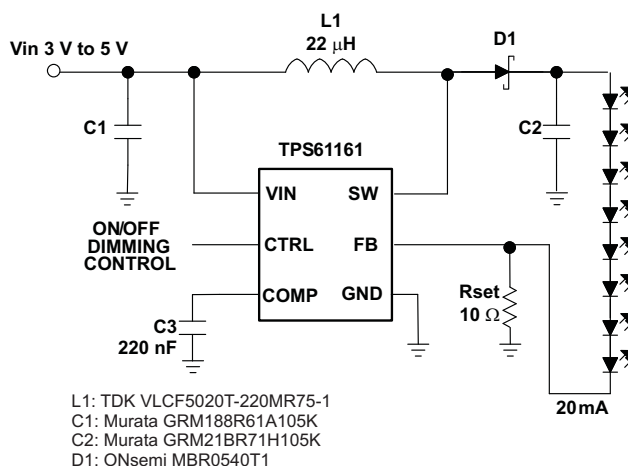 L1
22 μH
Vin 3 V to 5 V
D1
C1
C2
TPS61161
VIN
SW
ON/OFF
DIMMING
CONTROL
CTRL
FB
COMP
GND
C3
220 nF
Rset
10 Ω
20mA
L1: TDK VLCF5020T-220MR75-1
C1: Murata GRM188R61A105K
C2: Murata GRM21BR71H105K
D1: ONsemi MBR0540T1